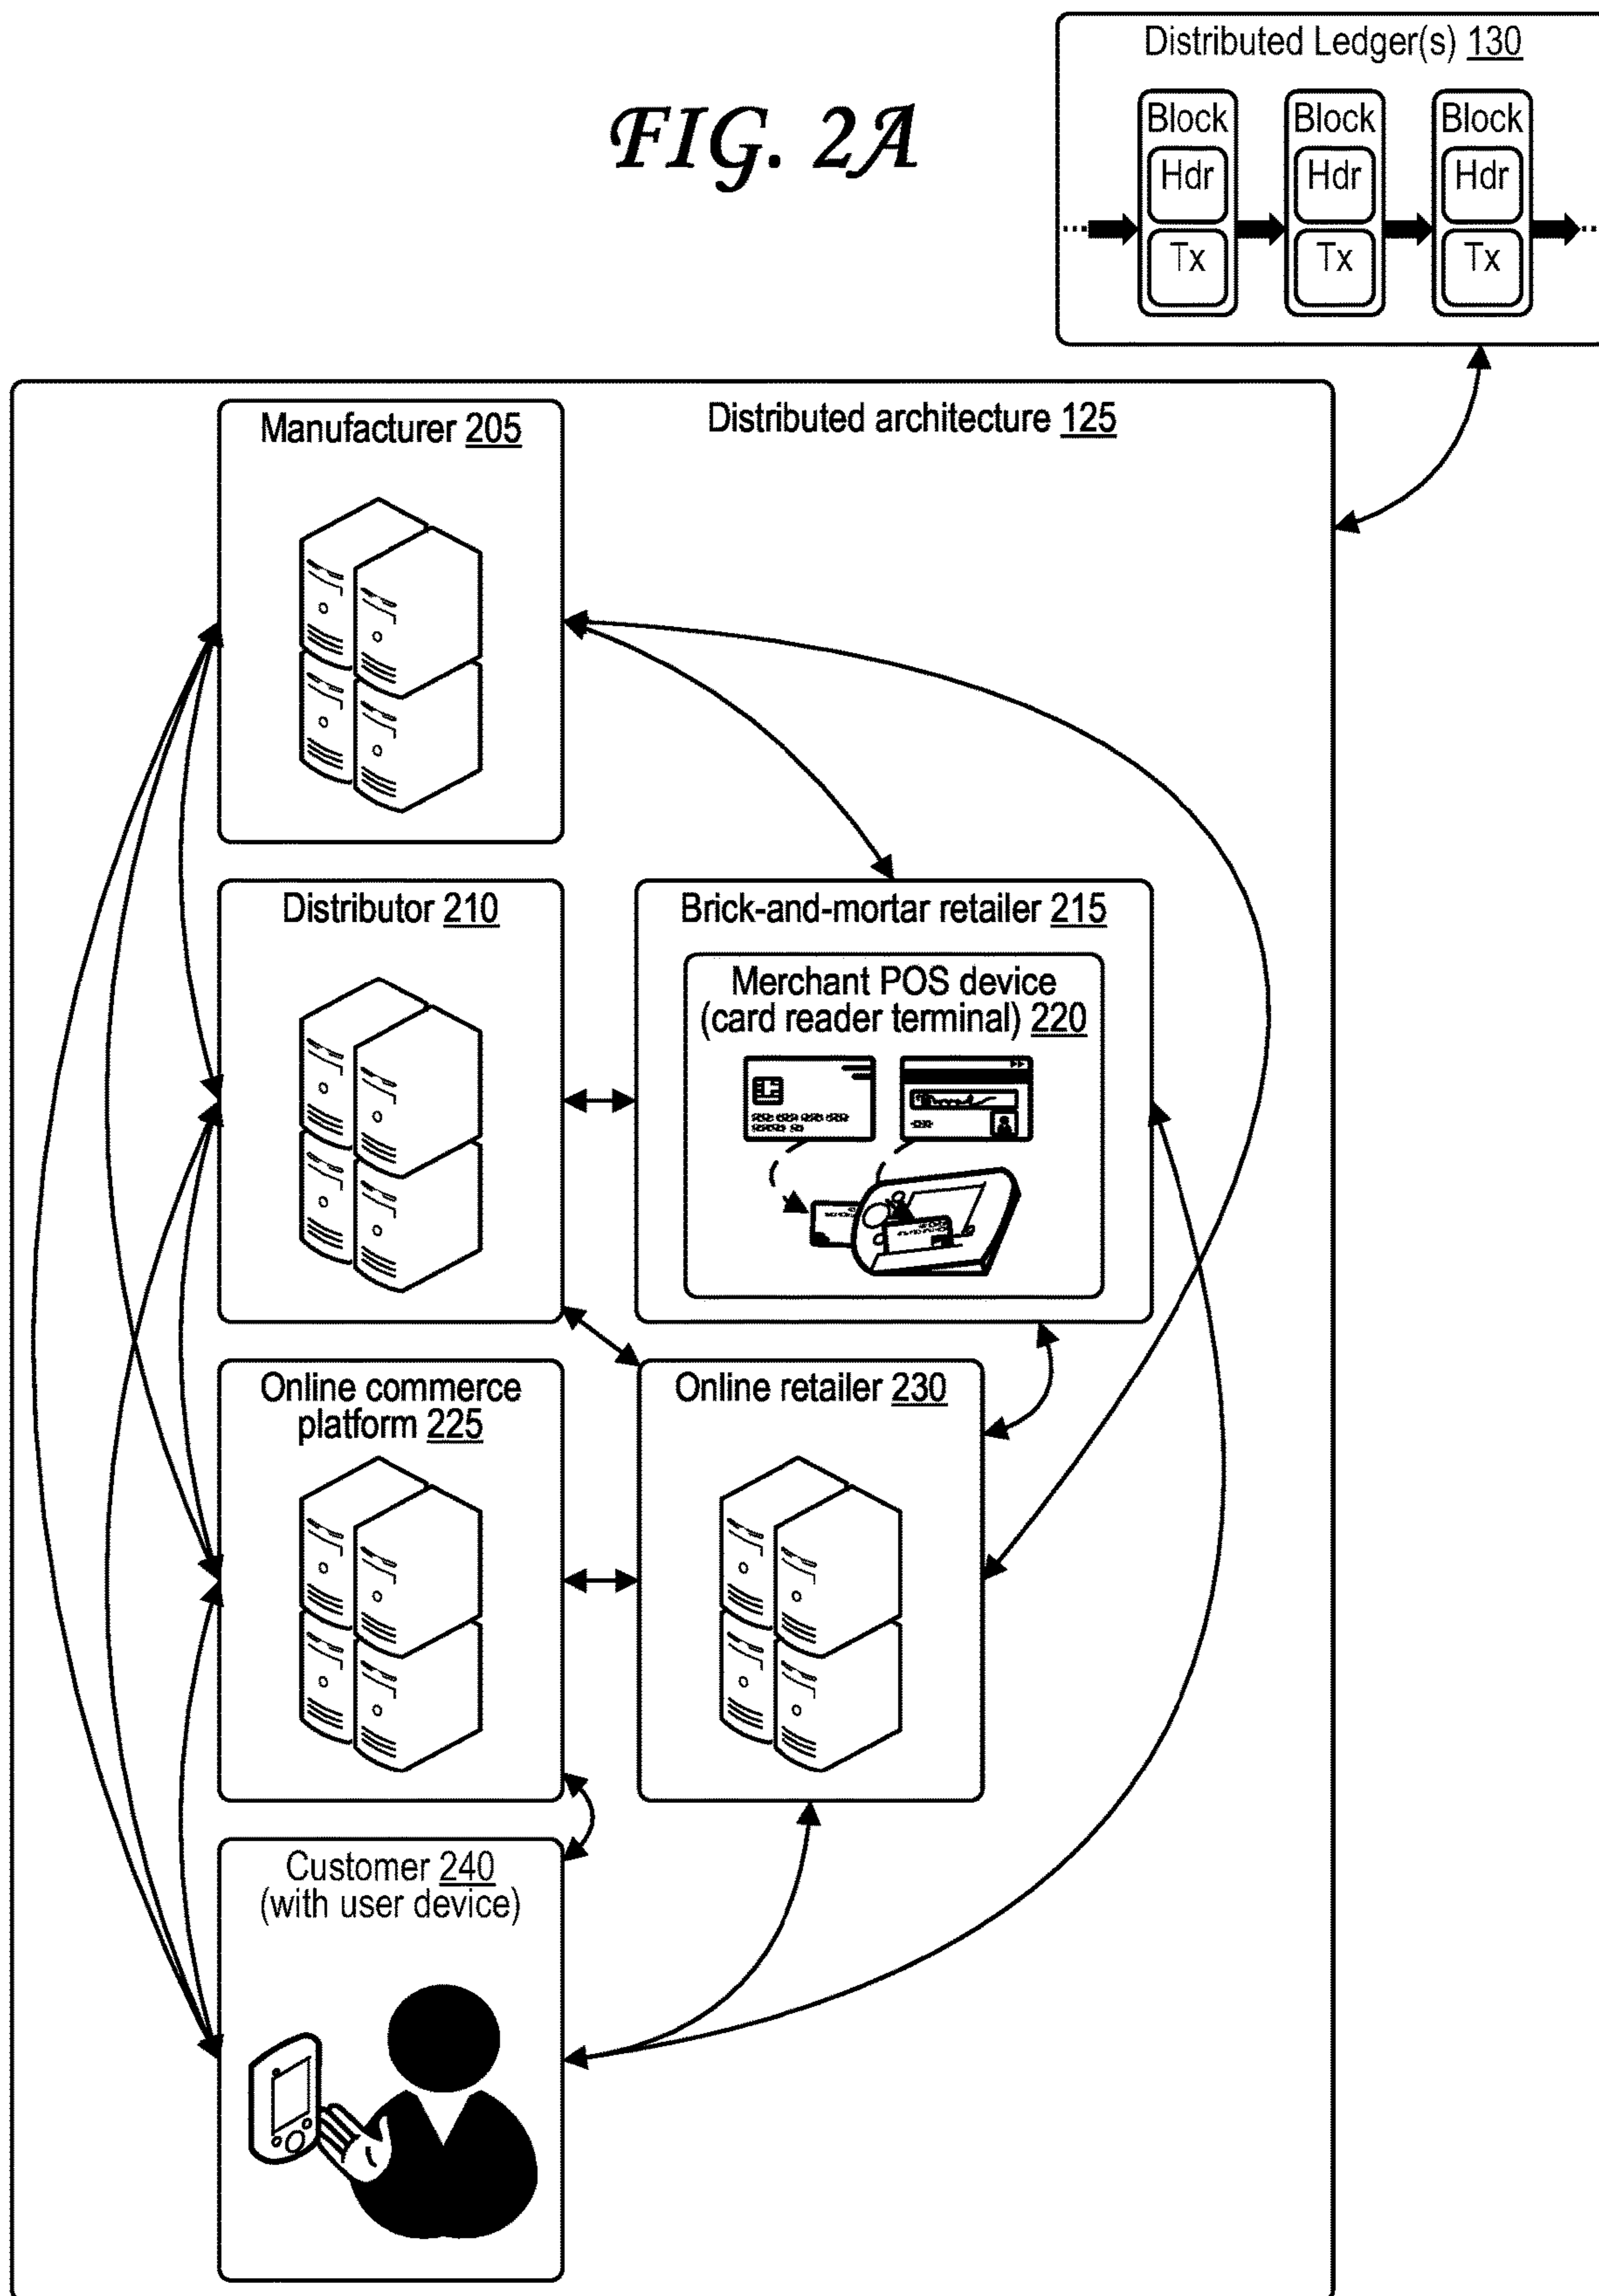 FIG. 2A
Distributed Ledger(s) 130
Block
Block
Block
Hdr
Hdr
Hdr
Tx
Tx
Tx
Distributed architecture 125
Manufacturer 205
Distributor 210
Brick-and-mortar retailer 215
Merchant POS device
(card reader terminal) 220
Online commerce
platform 225
Online retailer 230
Customer 240
(with user device)